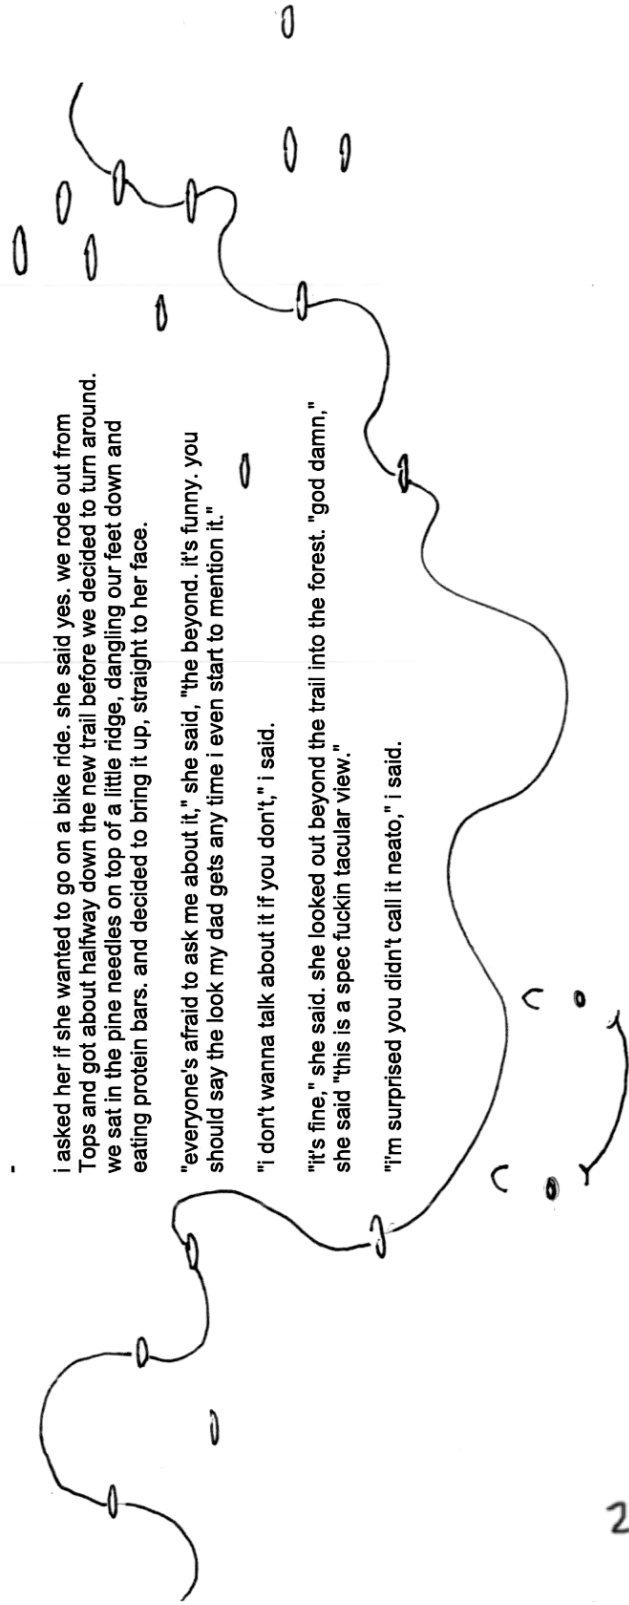 -
i asked her if she wanted to go on a bike ride. she said yes. we rode out from
Tops and got about halfway down the new trail before we decided to turn around.
we sat in the pine needles on top of a little ridge, dangling our feet down and
eating protein bars. and decided to bring it up, straight to her face.
"everyone's afraid to ask me about it," she said, "the beyond. it's funny. you
should say the look my dad gets any time i even start to mention it."
"i don't wanna talk about it if you don't," i said.
"it's fine," she said. she looked out beyond the trail into the forest. "god damn,"
she said "this is a spec fuckin tacular view."
"i'm surprised you didn't call it neato," i said.
2